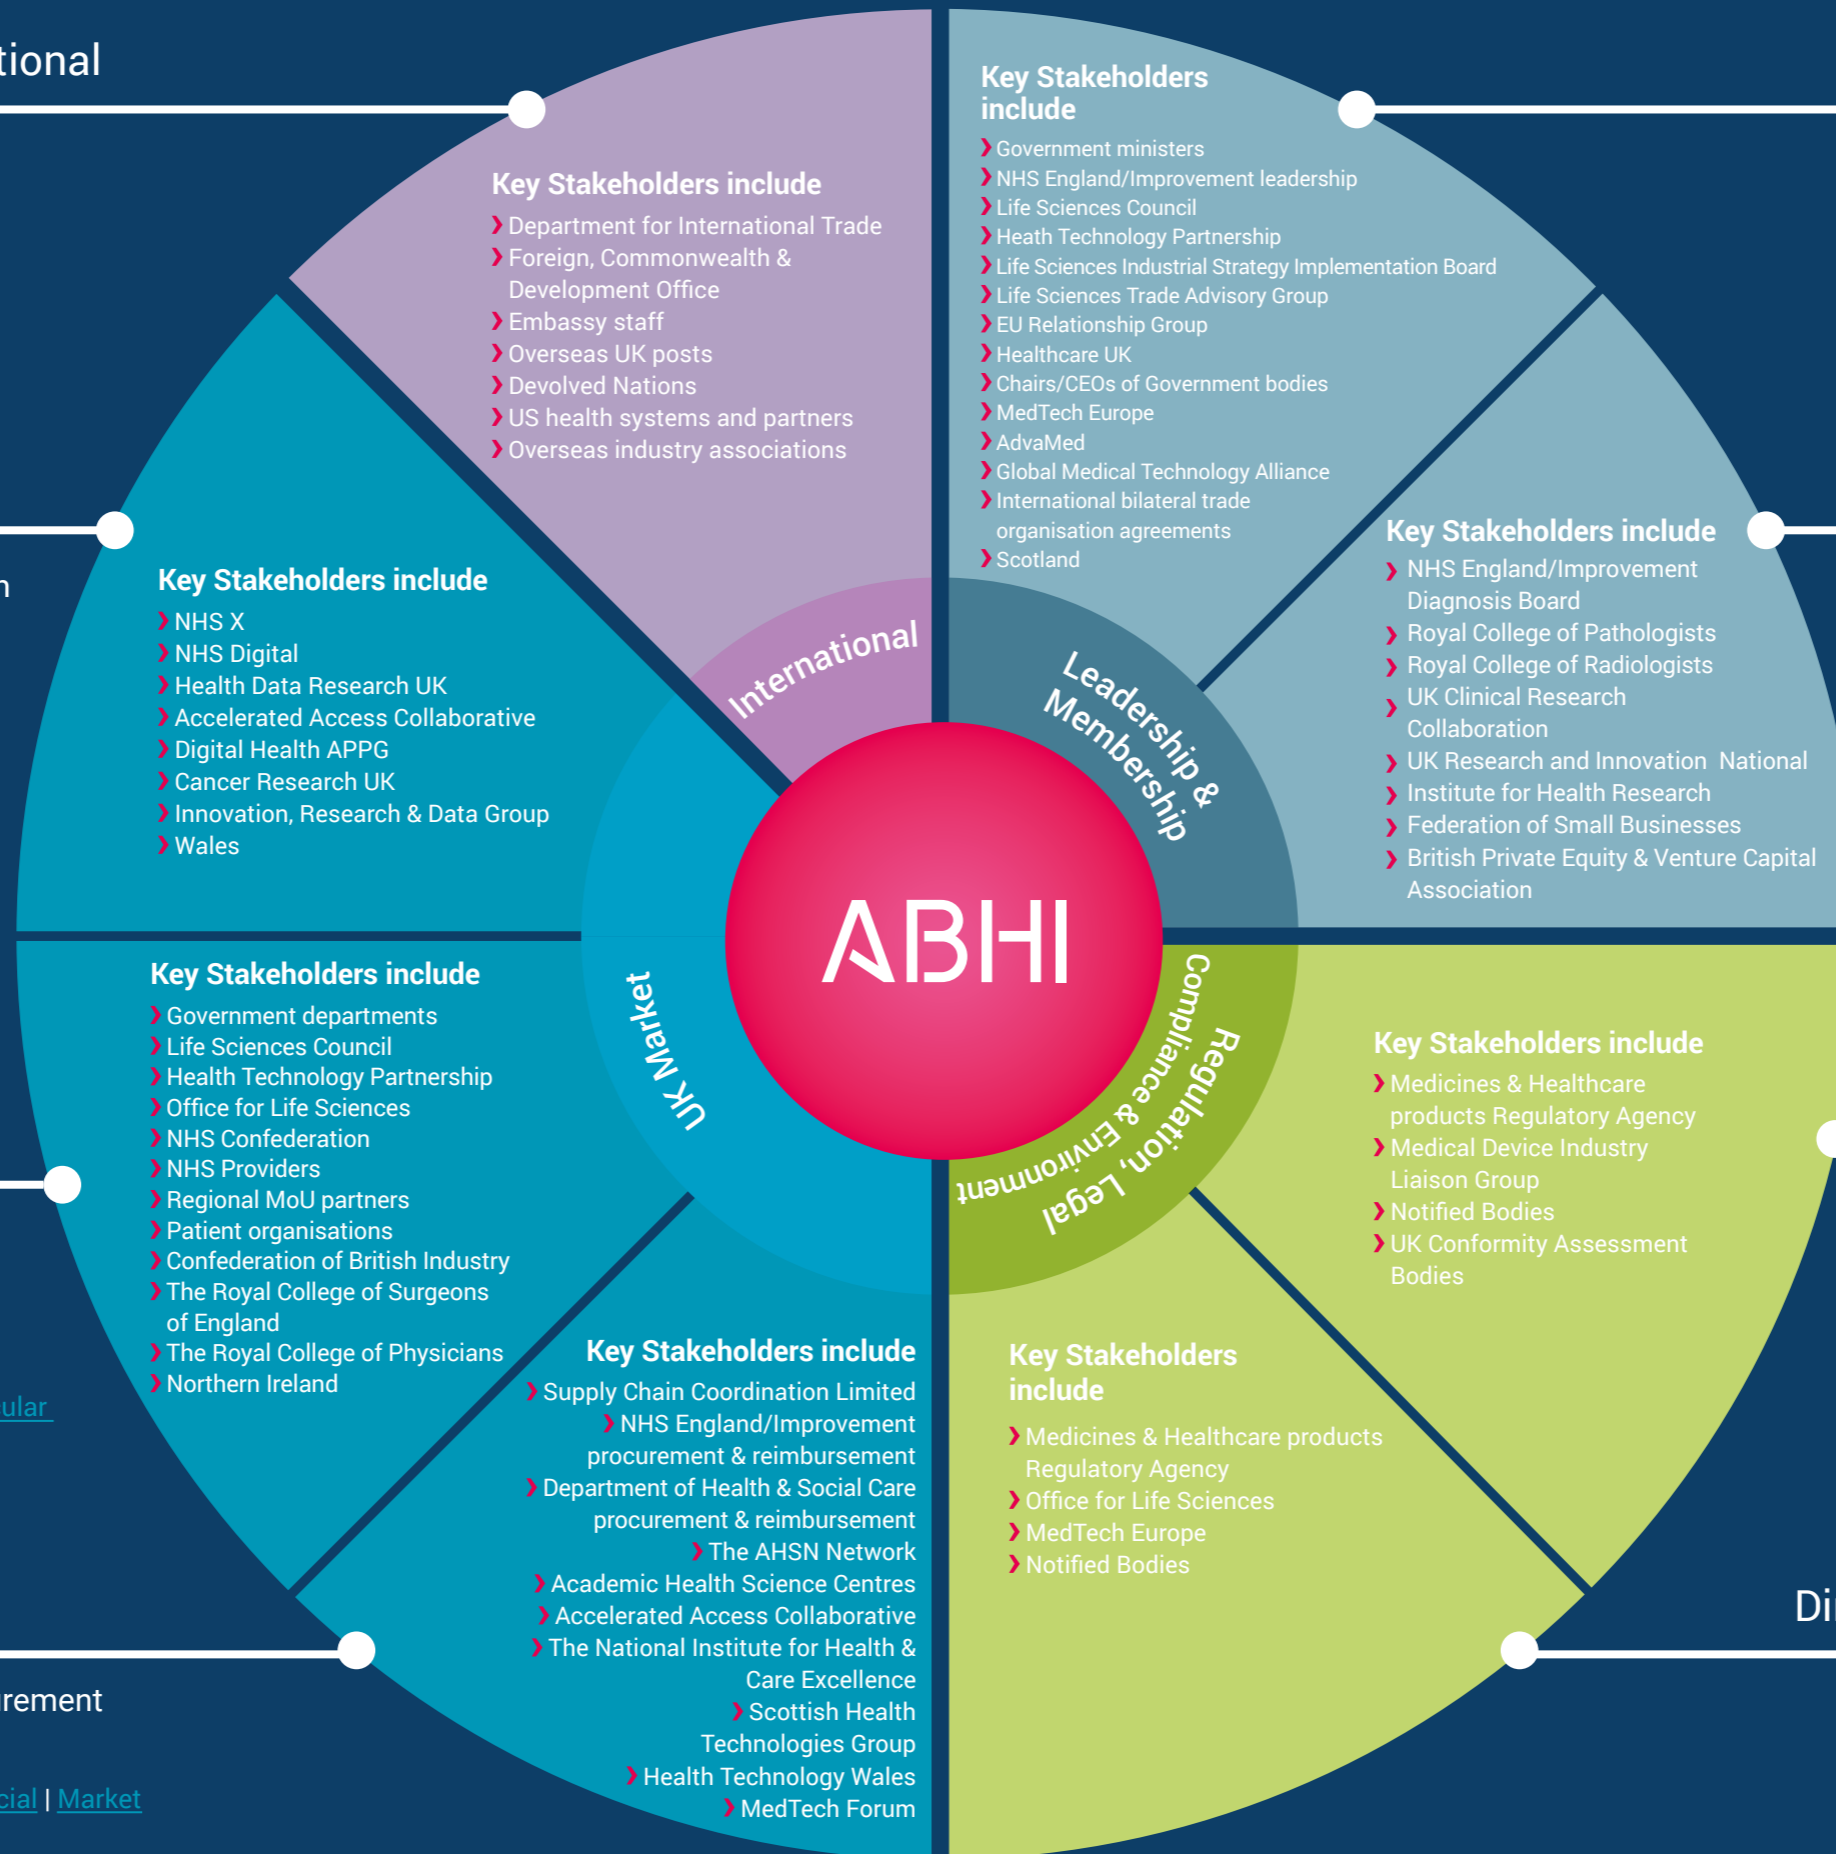 tional
Key Stakeholders include
Department for International Trade
Foreign, Commonwealth &
Development Office
Embassy staff
Overseas UK posts
Devolved Nations
US health systems and partners
Overseas industry associations
International
Key Stakeholders
include
Government ministers
NHS England/Improvement leadership
Life Sciences Council
Heath Technology Partnership
Life Sciences Industrial Strategy Implementation Board
Life Sciences Trade Advisory Group
EU Relationship Group
Healthcare UK
Chairs/CEOs of Government bodies
MedTech Europe
AdvaMed
Global Medical Technology Alliance
International bilateral trade
organisation agreements
Scotland
Leadership &
Membership
Key Stakeholders include
NHS England/Improvement
Diagnosis Board
Royal College of Pathologists
Royal College of Radiologists
UK Clinical Research
Collaboration
UK Research and Innovation National
Institute for Health Research
Federation of Small Businesses
British Private Equity & Venture Capital
Association
n
Key Stakeholders include
NHS X
NHS Digital
Health Data Research UK
Accelerated Access Collaborative
Digital Health APPG
Cancer Research UK
Innovation, Research & Data Group
Wales
ABHI
UK Market
Key Stakeholders include
Government departments
Life Sciences Council
Health Technology Partnership
Office for Life Sciences
NHS Confederation
NHS Providers
Regional MoU partners
Patient organisations
Confederation of British Industry
The Royal College of Surgeons
of England
The Royal College of Physicians
Northern Ireland
Regulation, Legal
Compliance & Environment
Key Stakeholders include
Medicines & Healthcare
products Regulatory Agency
Medical Device Industry
Liaison Group
Notified Bodies
UK Conformity Assessment
Bodies
ular
Key Stakeholders include
Supply Chain Coordination Limited
NHS England/Improvement
procurement & reimbursement
Department of Health & Social Care
procurement & reimbursement
The AHSN Network
Academic Health Science Centres
Accelerated Access Collaborative
The National Institute for Health &
Care Excellence
Scottish Health
Technologies Group
Health Technology Wales
MedTech Forum
Key Stakeholders
include
Medicines & Healthcare products
Regulatory Agency
Office for Life Sciences
MedTech Europe
Notified Bodies
Di
rement
cial | Market